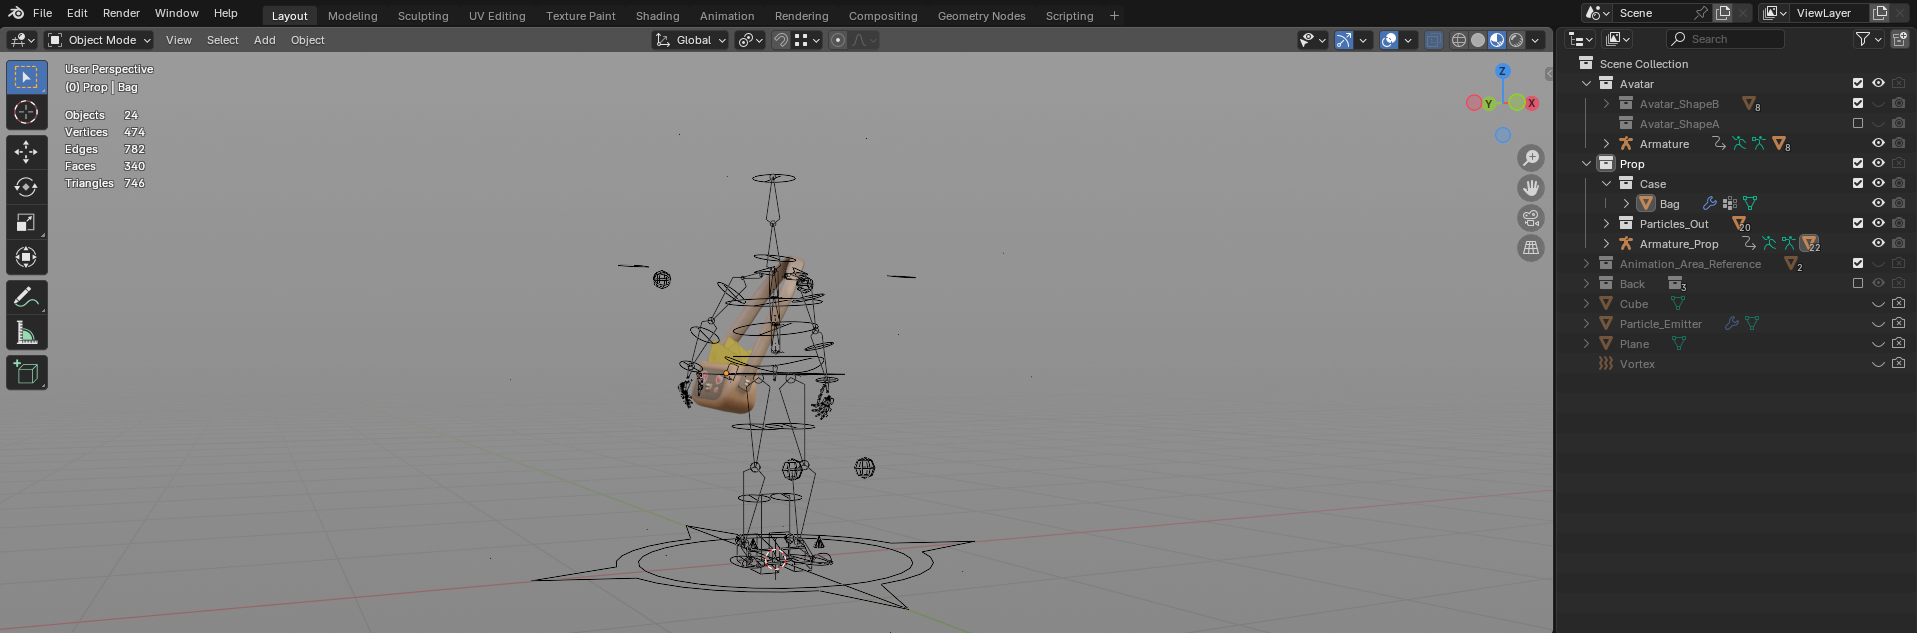 File Edit Render Window Help Layout Modeling Sculpting UV Editing Texture Paint Shading Animation Rendering Compositing Geometry Nodes Scripting + Scene ViewLayer
Object Mode View Select Add Object Global Search
User Perspective
(0) Prop | Bag
Objects 24
Vertices 474
Edges 782
Faces 340
Triangles 746
Z
Y X
Scene Collection
Avatar
Avatar_ShapeB 8
Avatar_ShapeA
Armature 8
Prop
Case
Bag
Particles_Out 20
Armature_Prop 22
Animation_Area_Reference 2
Back 3
Cube
Particle_Emitter
Plane
Vortex